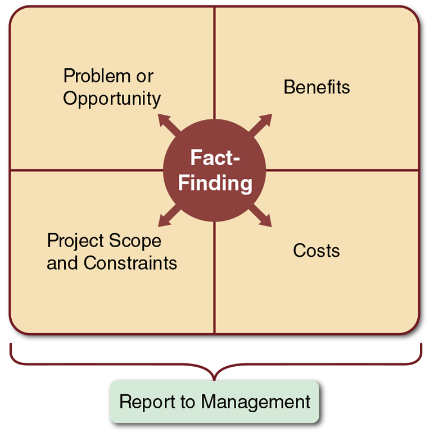 Problem or
Opportunity
Benefits
Fact-
Finding
Project Scope
and Constraints
Costs
Report to Management